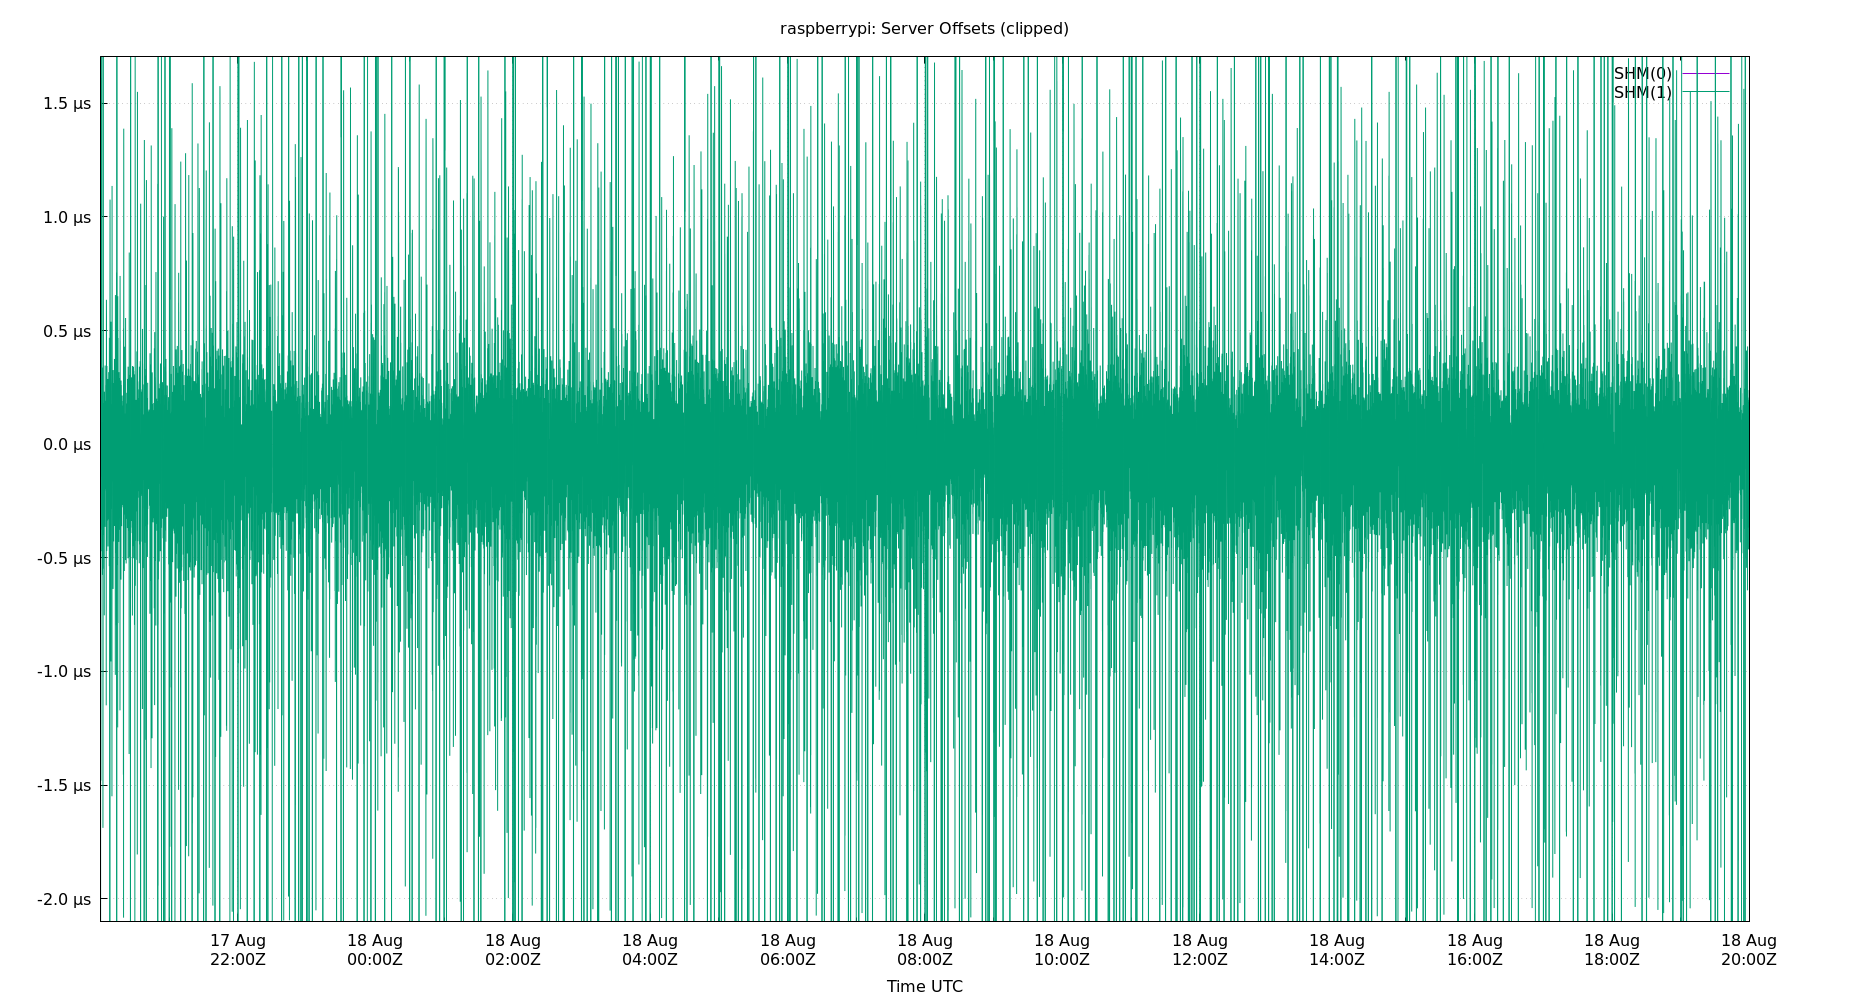 raspberrypi: Server Offsets (clipped)
SHM(0)
SHM(1)
1.5 µs
1.0 µs
0.5 µs
0.0 µs
-0.5 µs
-1.0 µs
-1.5 µs
-2.0 µs
17 Aug 18 Aug 18 Aug 18 Aug 18 Aug 18 Aug 18 Aug 18 Aug 18 Aug 18 Aug 18 Aug 18 Aug
22:00Z 00:00Z 02:00Z 04:00Z 06:00Z 08:00Z 10:00Z 12:00Z 14:00Z 16:00Z 18:00Z 20:00Z
Time UTC